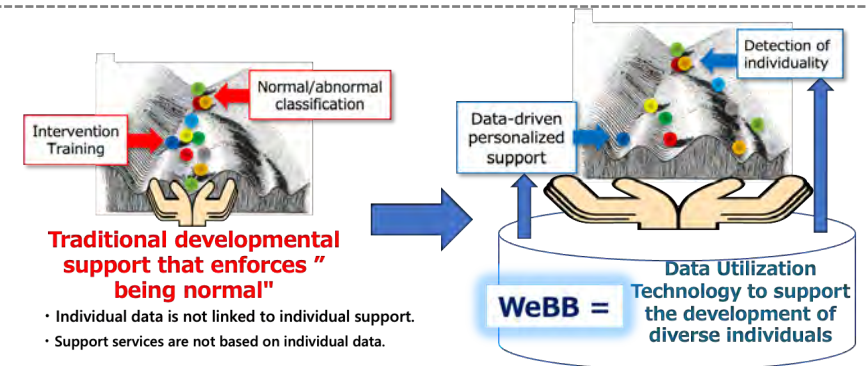 Normal/abnormal
classification
Intervention
Training
Traditional developmental
support that enforces ”
being normal"
・Individual data is not linked to individual support.
・Support services are not based on individual data.
Detection of
individuality
Data-driven
personalized
support
WeBB =
Data Utilization
Technology to support
the development of
diverse individuals